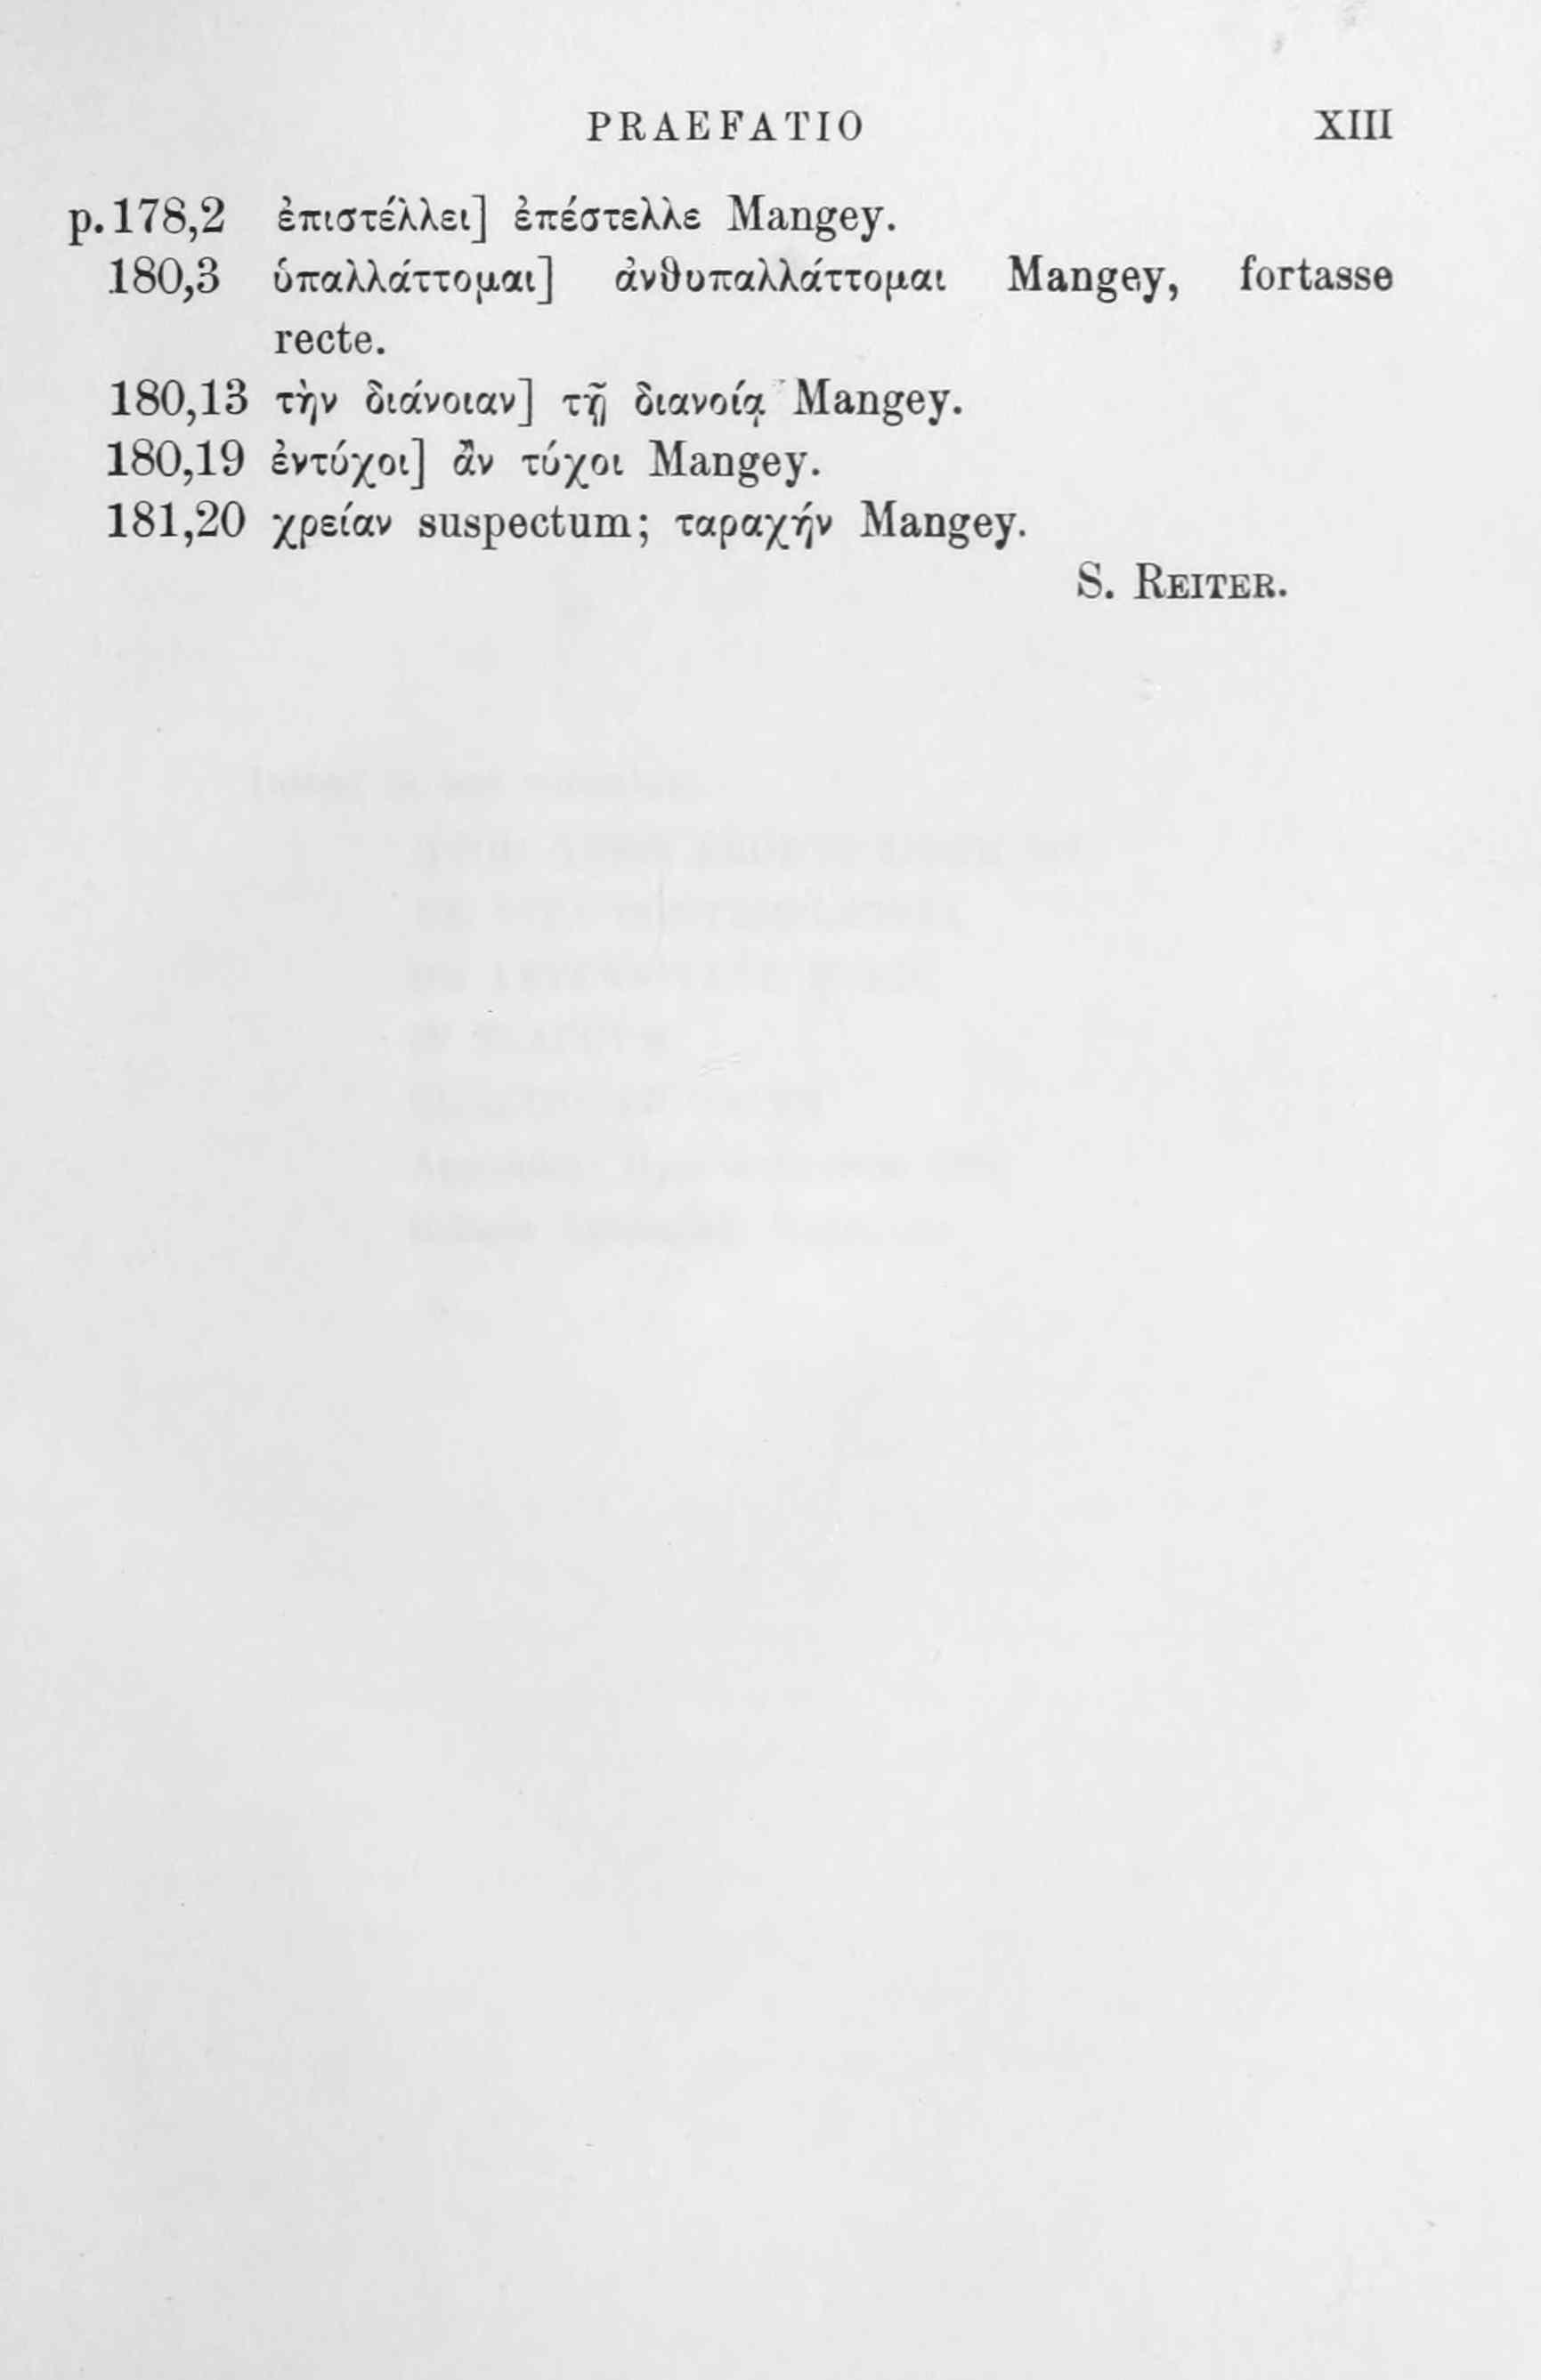 PRAEFATIO XIII
p.178,2 ἐπιστέλλει] ἐπέστελλε Mangey.
180,3 ὑπαλλάττομαι] ἀνθυπαλλάττομαι Mangey, fortasse
recte.
180,13 τὴν διάνοιαν] τῇ διανοίᾳ Mangey.
180,19 ἐντύχοι] ἂν τύχοι Mangey.
181,20 χρείαν suspectum; ταραχήν Mangey.
S. REITER.